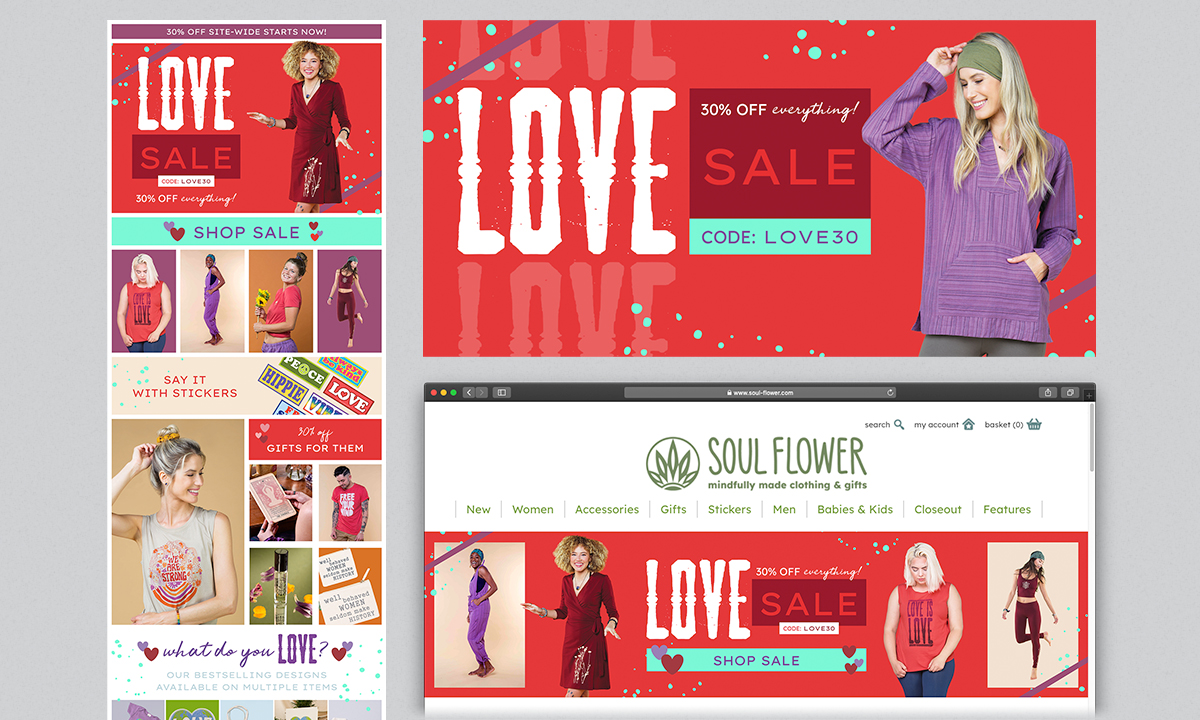 30% OFF SITE-WIDE STARTS NOW!
LOVE
SALE
CODE: LOVE30
30% OFF everything!
SHOP SALE
LOVE IS
LOVE
SAY IT
WITH STICKERS
PEACE
always
be kind
HIPPIE
LOVE
30% off
GIFTS FOR THEM
WE ARE
STRONG
FREE
YOUR
well
behaved
WOMEN
seldom make
HISTORY
well
behaved
WOMEN
seldom make
HISTORY
what do you LOVE?
OUR BESTSELLING DESIGNS
AVAILABLE ON MULTIPLE ITEMS
LOVE
LOVE
LOVE
30% OFF everything!
SALE
CODE: LOVE30
www.soul-flower.com
search my account basket (0)
SOUL FLOWER
mindfully made clothing & gifts
New Women Accessories Gifts Stickers Men Babies & Kids Closeout Features
LOVE
30% OFF everything!
SALE
CODE: LOVE30
SHOP SALE
LOVE IS
LOVE